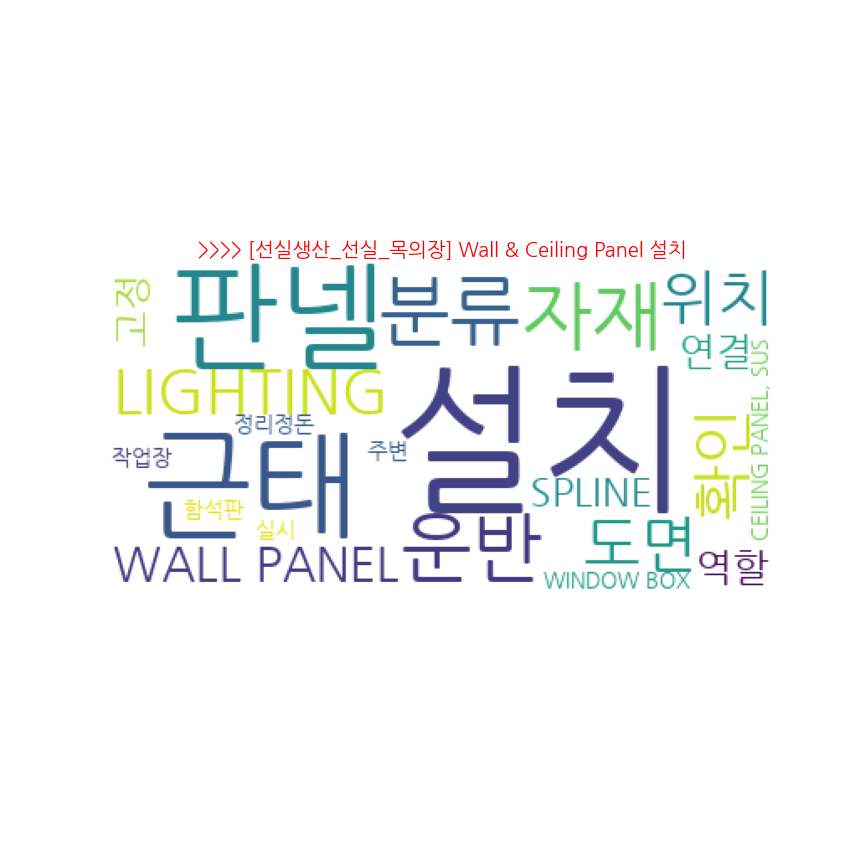 >>>> [선실생산_선실_목의장] Wall & Ceiling Panel 설치
고정
판넬
분류
자재
위치
연결
LIGHTING
설치
CEILING PANEL, SUS
정리정돈
근태
주변
확인
작업장
함석판
실시
SPLINE
WALL PANEL
운반
도면
WINDOW BOX
역할